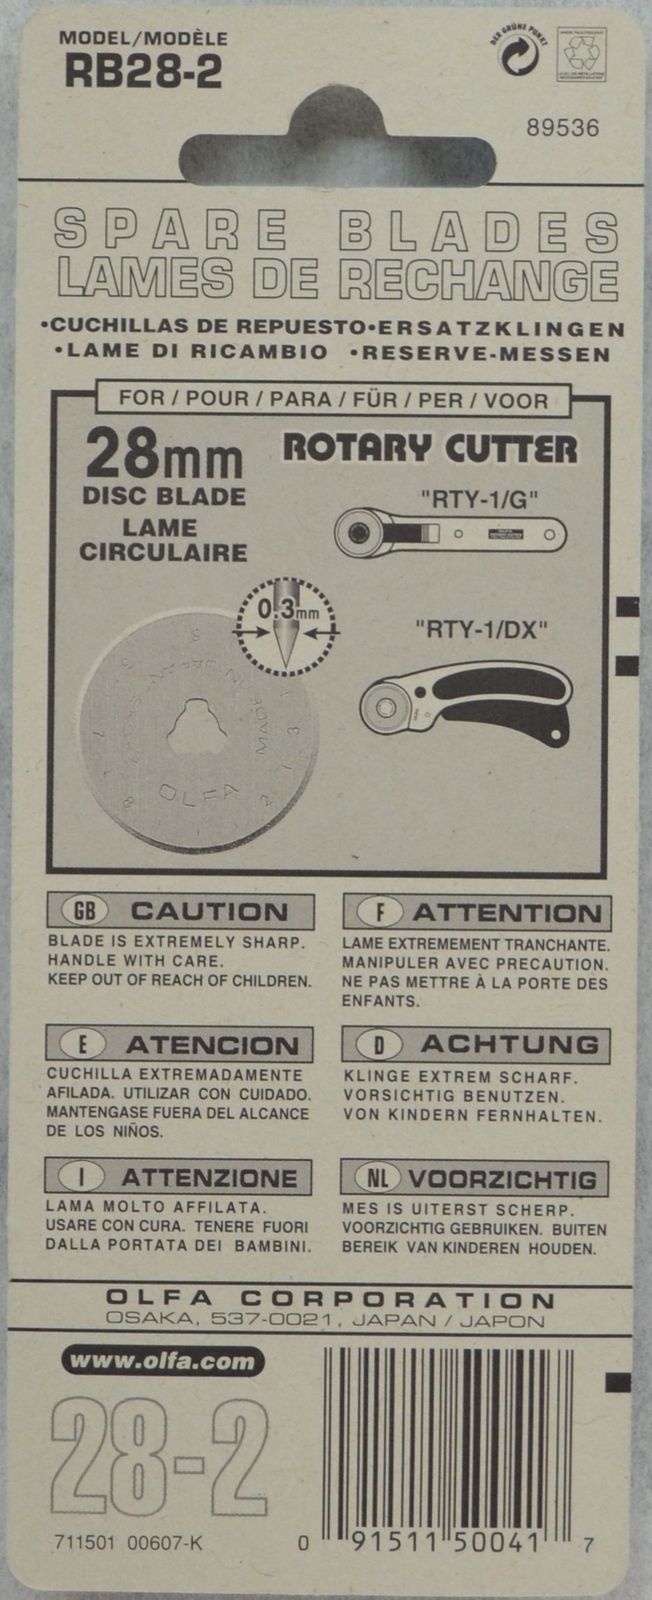 MODEL/MODÈLE
RB28-2
DER GRÜNE PUNKT
89536
SPARE BLADES
LAMES DE RECHANGE
•CUCHILLAS DE REPUESTO•ERSATZKLINGEN
•LAME DI RICAMBIO •RESERVE-MESSEN
FOR / POUR / PARA / FÜR / PER / VOOR
28mm
DISC BLADE
LAME
CIRCULAIRE
ROTARY CUTTER
"RTY-1/G"
0.3mm
"RTY-1/DX"
MADE IN JAPAN
OLFA
GB CAUTION
BLADE IS EXTREMELY SHARP.
HANDLE WITH CARE.
KEEP OUT OF REACH OF CHILDREN.
F ATTENTION
LAME EXTREMEMENT TRANCHANTE.
MANIPULER AVEC PRECAUTION.
NE PAS METTRE À LA PORTE DES
ENFANTS.
E ATENCION
CUCHILLA EXTREMADAMENTE
AFILADA. UTILIZAR CON CUIDADO.
MANTENGASE FUERA DEL ALCANCE
DE LOS NIÑOS.
D ACHTUNG
KLINGE EXTREM SCHARF.
VORSICHTIG BENUTZEN.
VON KINDERN FERNHALTEN.
I ATTENZIONE
LAMA MOLTO AFFILATA.
USARE CON CURA. TENERE FUORI
DALLA PORTATA DEI BAMBINI.
NL VOORZICHTIG
MES IS UITERST SCHERP.
VOORZICHTIG GEBRUIKEN. BUITEN
BEREIK VAN KINDEREN HOUDEN.
OLFA CORPORATION
OSAKA, 537-0021, JAPAN / JAPON
www.olfa.com
28-2
711501 00607-K
0 91511 50041 7